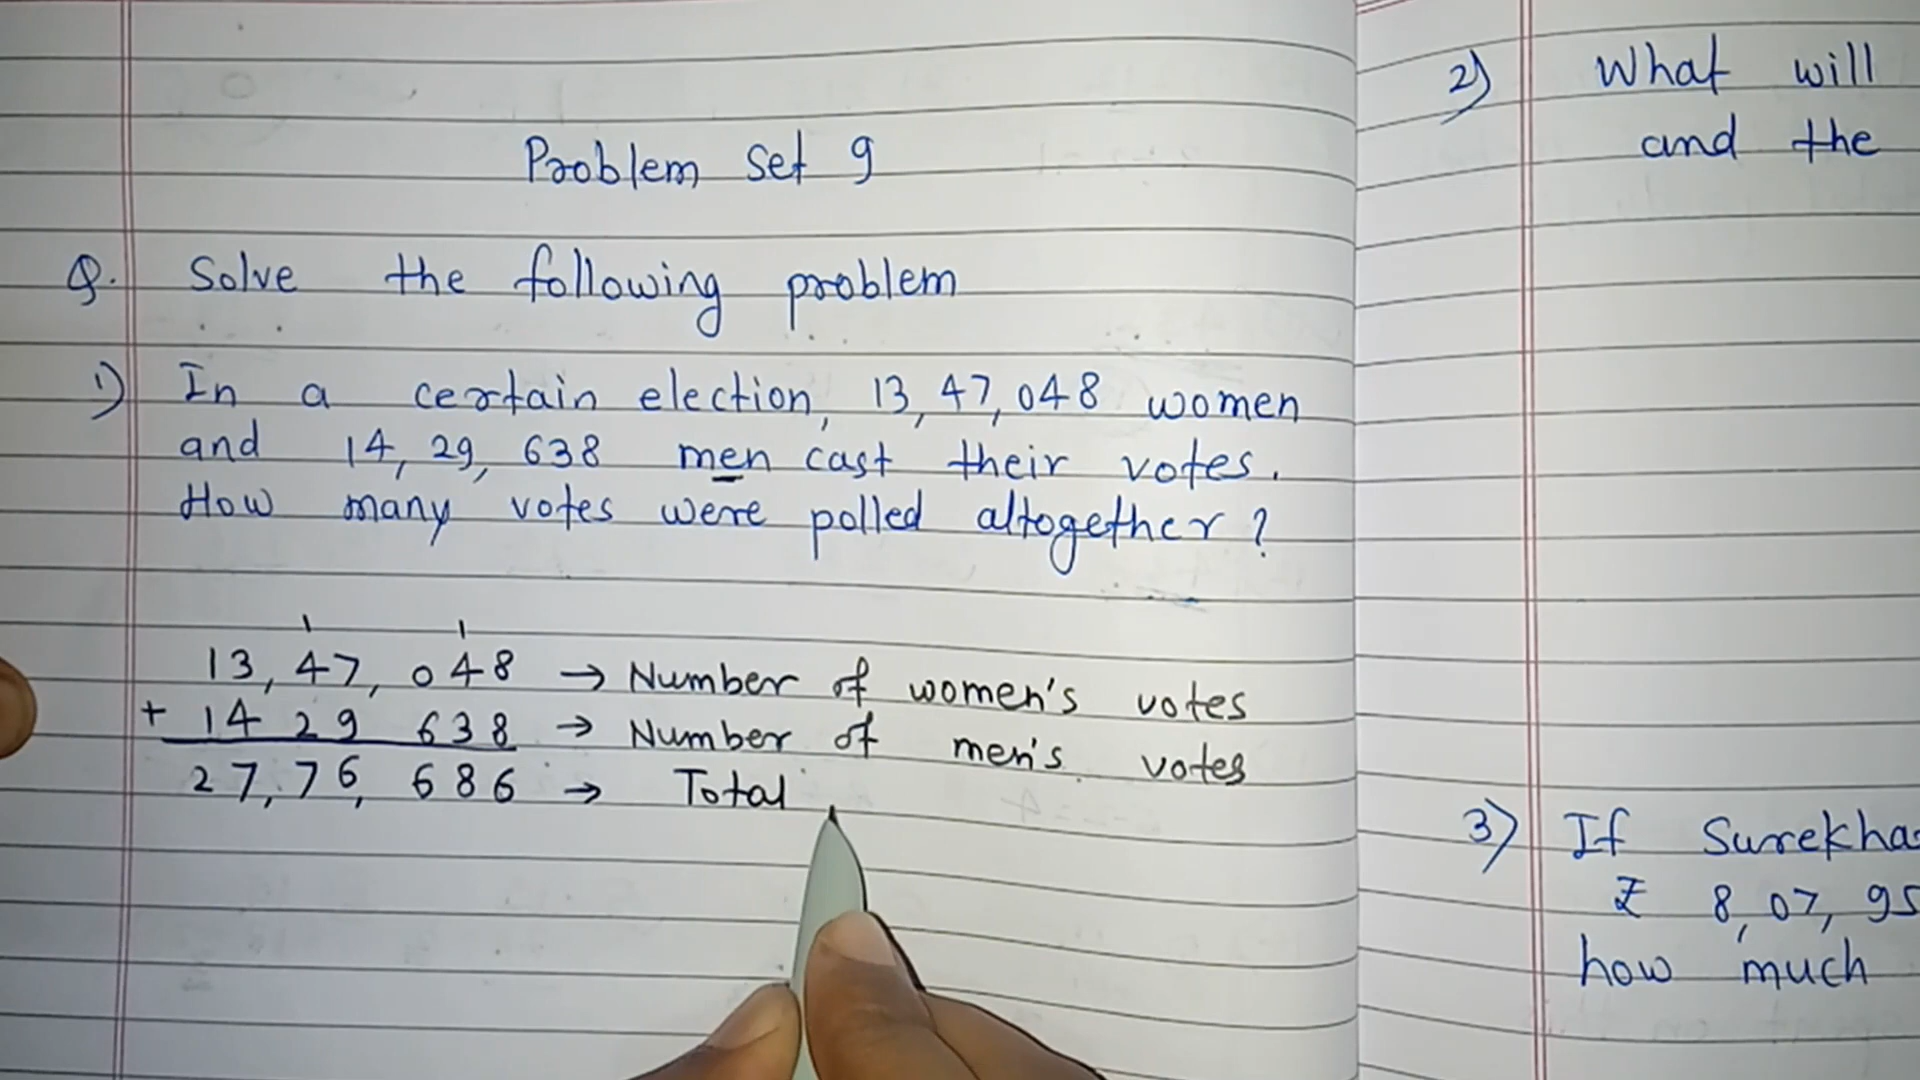 Problem Set 9
Q. Solve the following problem
1) In a certain election, 13,47,048 women
and 14, 29, 638 men cast their votes.
How many votes were polled altogether?
1 1
13,47,048 → Number of women's votes
+ 14 29 638 → Number of men's votes
27,76,686 → Total
2) What will
and the
3) If Surekha
₹ 8,07,95
how much